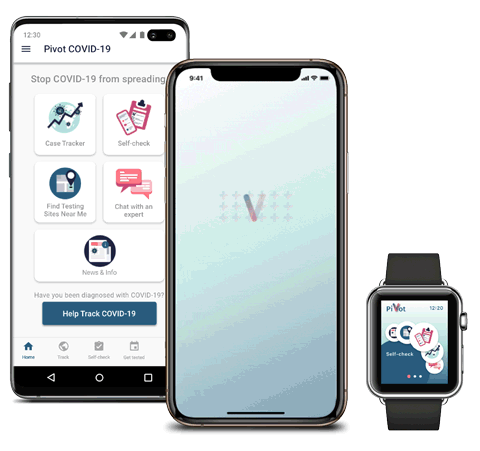 12:30
Pivot COVID-19
Stop COVID-19 from spreading
Case Tracker
Self-check
Find Testing
Sites Near Me
Chat with an
expert
News & Info
Have you been diagnosed with COVID-19?
Help Track COVID-19
Home
Track
Self-check
Get tested
9:41
V
PiVot
12:20
Self-check